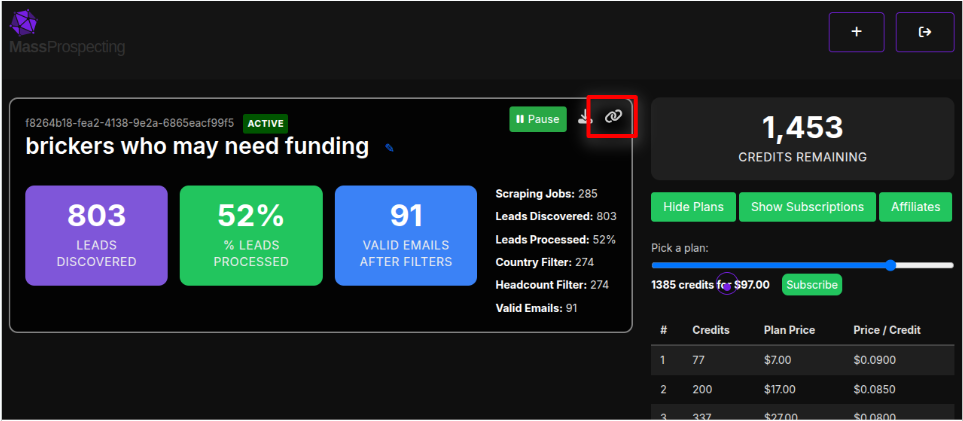 MassProspecting
f8264b18-fea2-4138-9e2a-6865eacf99f5 ACTIVE
Pause
brickers who may need funding
803
LEADS
DISCOVERED
52%
% LEADS
PROCESSED
91
VALID EMAILS
AFTER FILTERS
Scraping Jobs: 285
Leads Discovered: 803
Leads Processed: 52%
Country Filter: 274
Headcount Filter: 274
Valid Emails: 91
1,453
CREDITS REMAINING
Hide Plans
Show Subscriptions
Affiliates
Pick a plan:
1385 credits for $97.00 Subscribe
# Credits Plan Price Price / Credit
1 77 $7.00 $0.0900
2 200 $17.00 $0.0850
3 337 $27.00 $0.0800